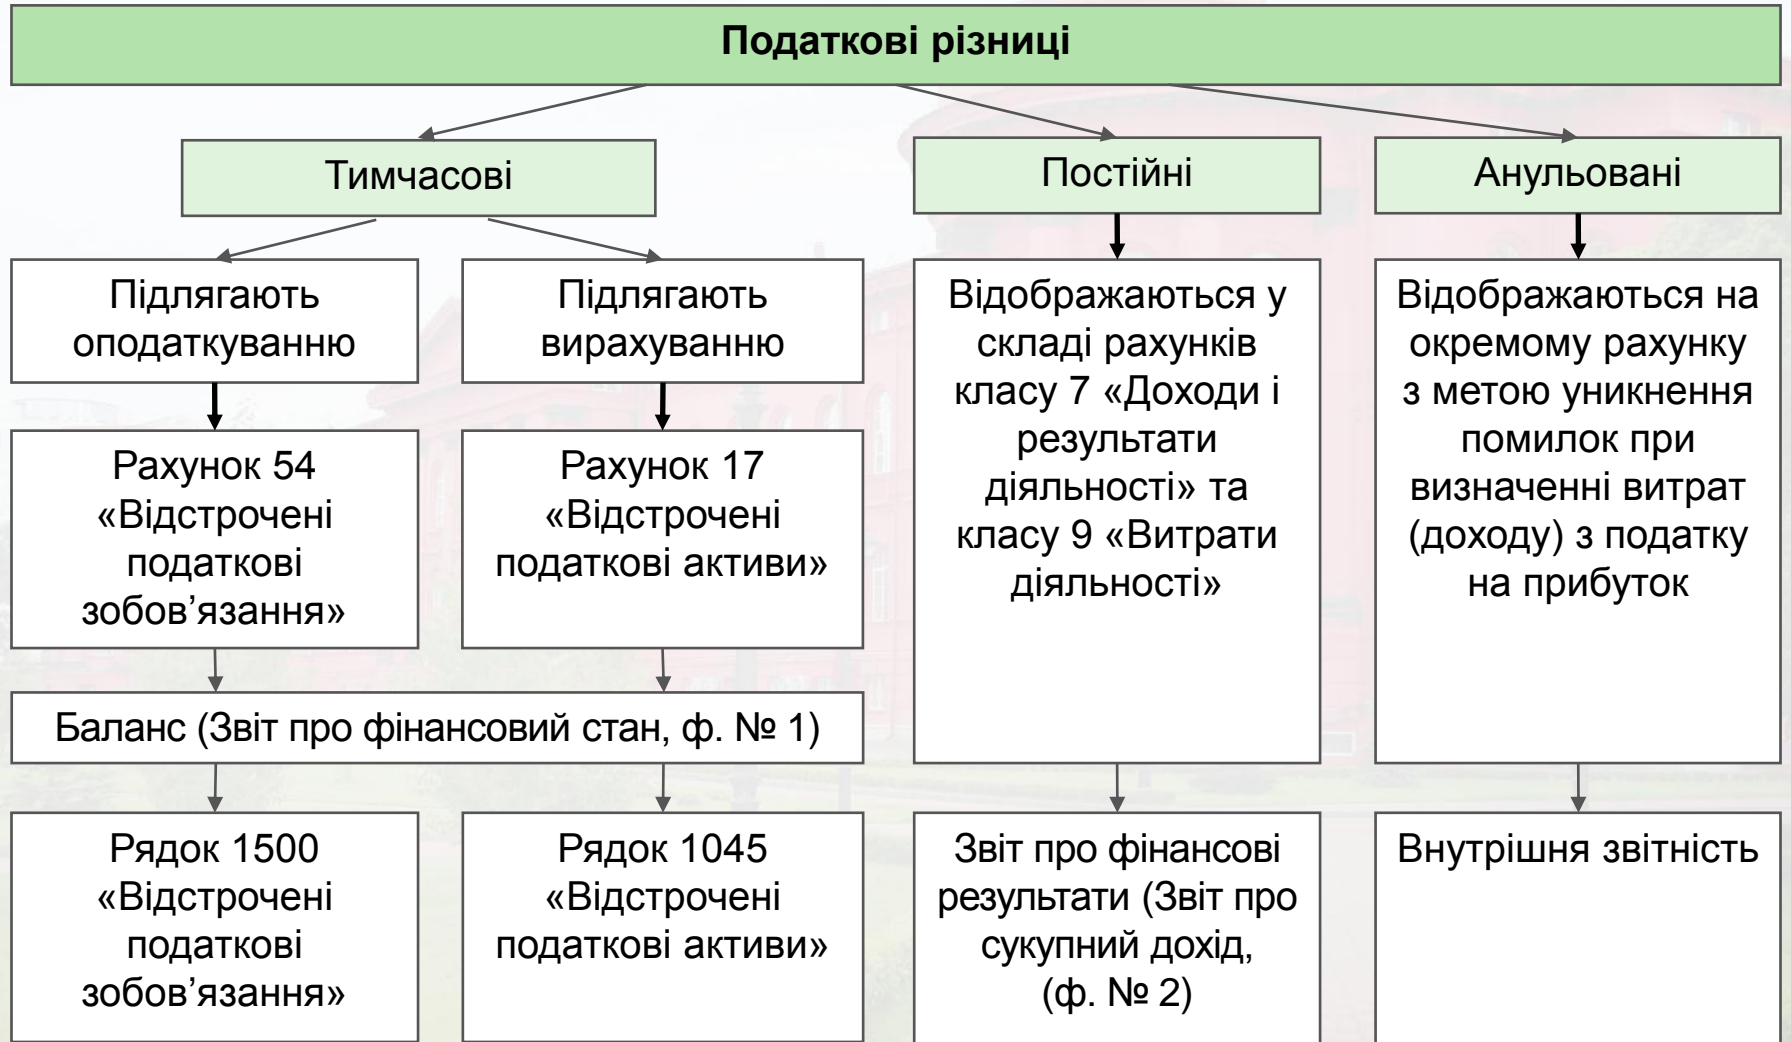 Податкові різниці
Тимчасові
Постійні
Анульовані
Підлягають
оподаткуванню
Підлягають
вирахуванню
Відображаються у
складі рахунків
класу 7 «Доходи і
результати
діяльності» та
класу 9 «Витрати
діяльності»
Відображаються на
окремому рахунку
з метою уникнення
помилок при
визначенні витрат
(доходу) з податку
на прибуток
Рахунок 54
«Відстрочені
податкові
зобов’язання»
Рахунок 17
«Відстрочені
податкові активи»
Баланс (Звіт про фінансовий стан, ф. № 1)
Рядок 1500
«Відстрочені
податкові
зобов’язання»
Рядок 1045
«Відстрочені
податкові активи»
Звіт про фінансові
результати (Звіт про
сукупний дохід,
(ф. № 2)
Внутрішня звітність